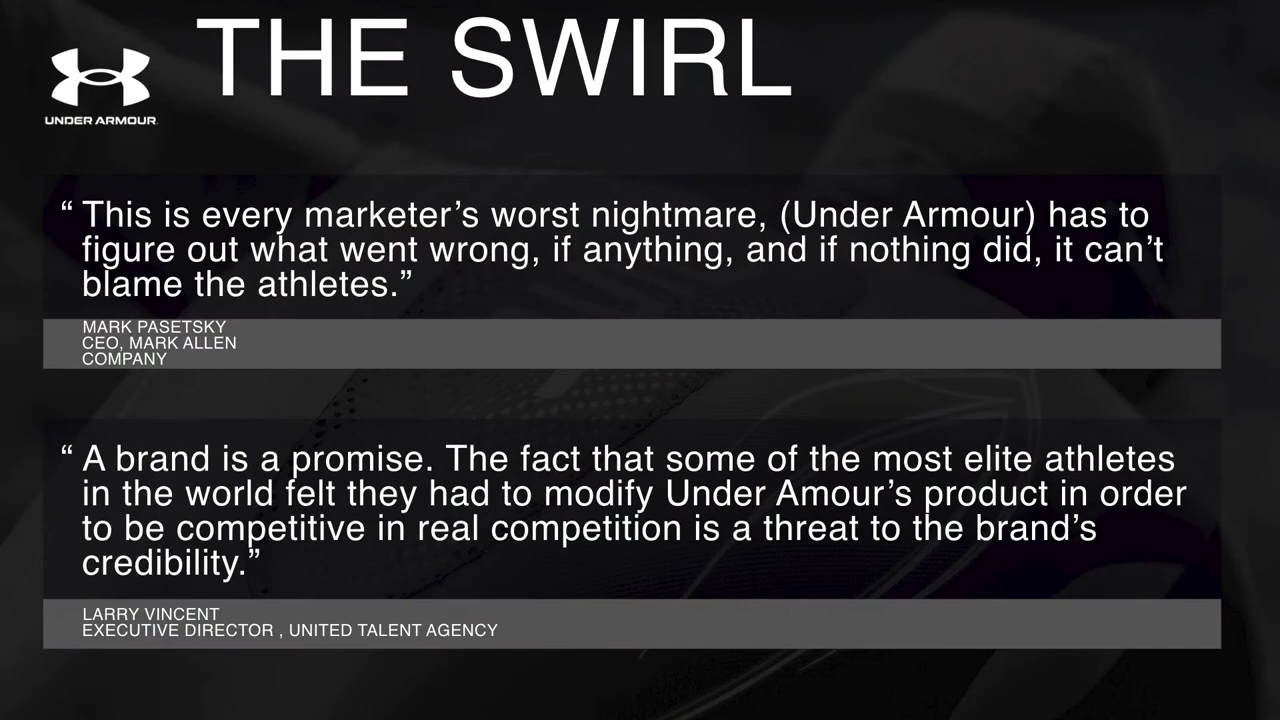 THE SWIRL
UNDER ARMOUR
“ This is every marketer’s worst nightmare, (Under Armour) has to
figure out what went wrong, if anything, and if nothing did, it can’t
blame the athletes.”
MARK PASETSKY
CEO, MARK ALLEN
COMPANY
“ A brand is a promise. The fact that some of the most elite athletes
in the world felt they had to modify Under Amour’s product in order
to be competitive in real competition is a threat to the brand’s
credibility.”
LARRY VINCENT
EXECUTIVE DIRECTOR , UNITED TALENT AGENCY